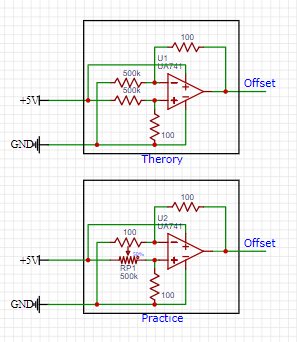 100
U1
UA741
500k
500k
+5V
Offset
100
GND
Therory
100
U2
UA741
100
Offset
50%
+5V
RP1
500k
100
GND
Practice